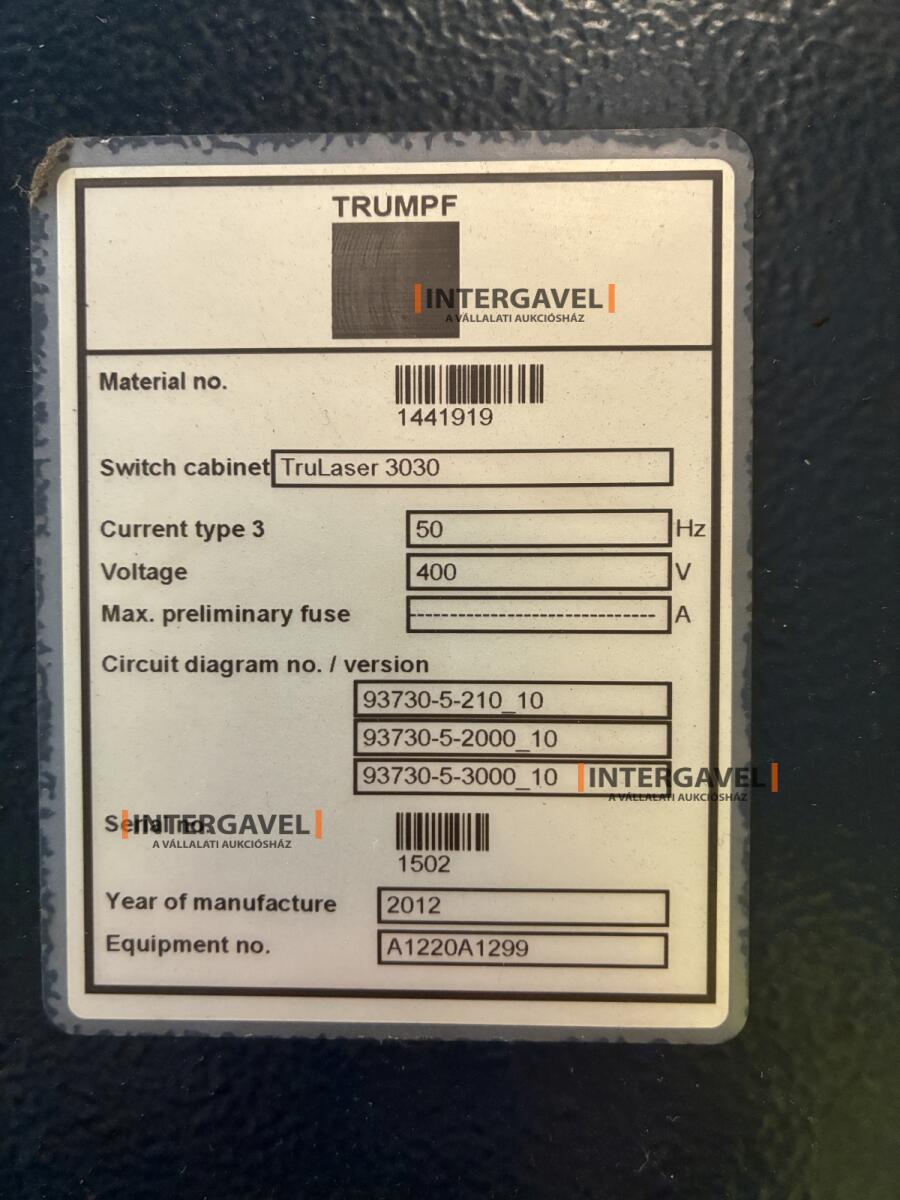 TRUMPF
INTERGAVEL
A VÁLLALATI AUKCIÓSHÁZ
Material no.
1441919
Switch cabinet TruLaser 3030
Current type 3 50 Hz
Voltage 400 V
Max. preliminary fuse ------------------------------ A
Circuit diagram no. / version
93730-5-210_10
93730-5-2000_10
93730-5-3000_10
INTERGAVEL
A VÁLLALATI AUKCIÓSHÁZ
Serial no.
INTERGAVEL
A VÁLLALATI AUKCIÓSHÁZ
1502
Year of manufacture 2012
Equipment no. A1220A1299